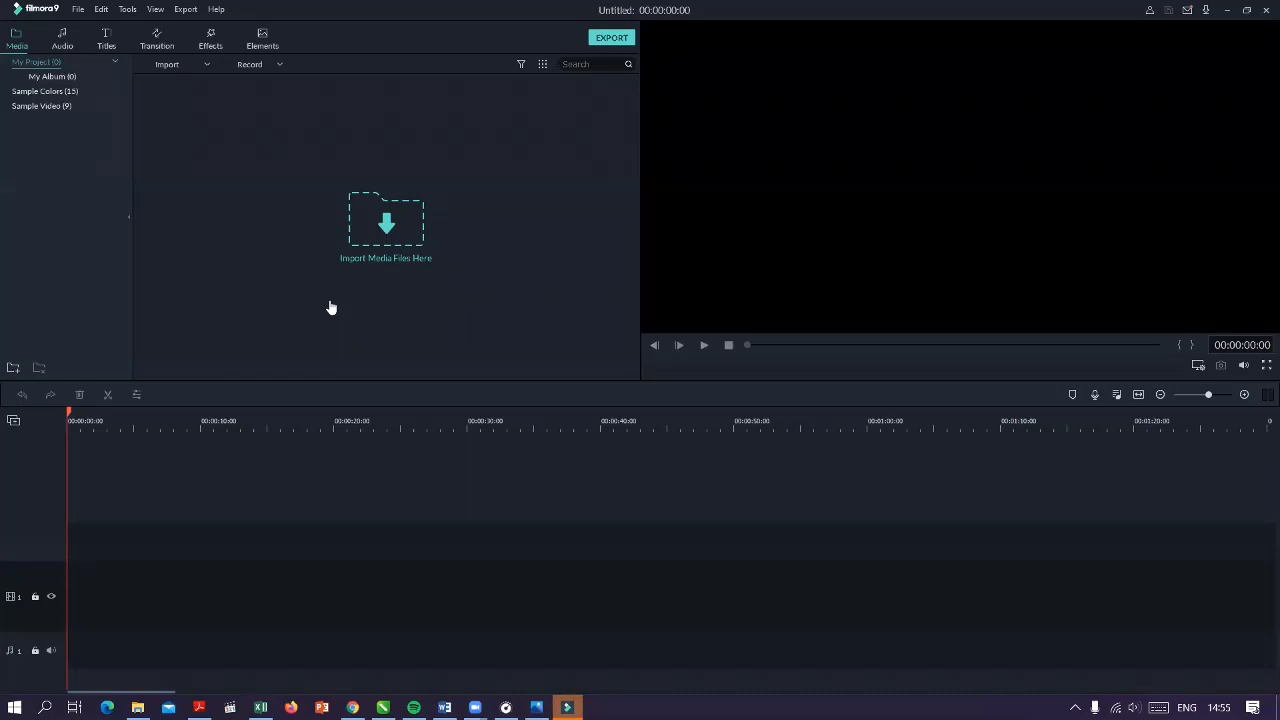 filmora9 File Edit Tools View Export Help Untitled: 00:00:00:00
Media Audio Titles Transition Effects Elements EXPORT
My Project (0) Import Record Search
My Album (0)
Sample Colors (15)
Sample Video (9)
Import Media Files Here
00:00:00:00
00:00:00:00 00:00:10:00 00:00:20:00 00:00:30:00 00:00:40:00 00:00:50:00 00:01:00:00 00:01:10:00 00:01:20:00 0
1
1
ENG 14:55